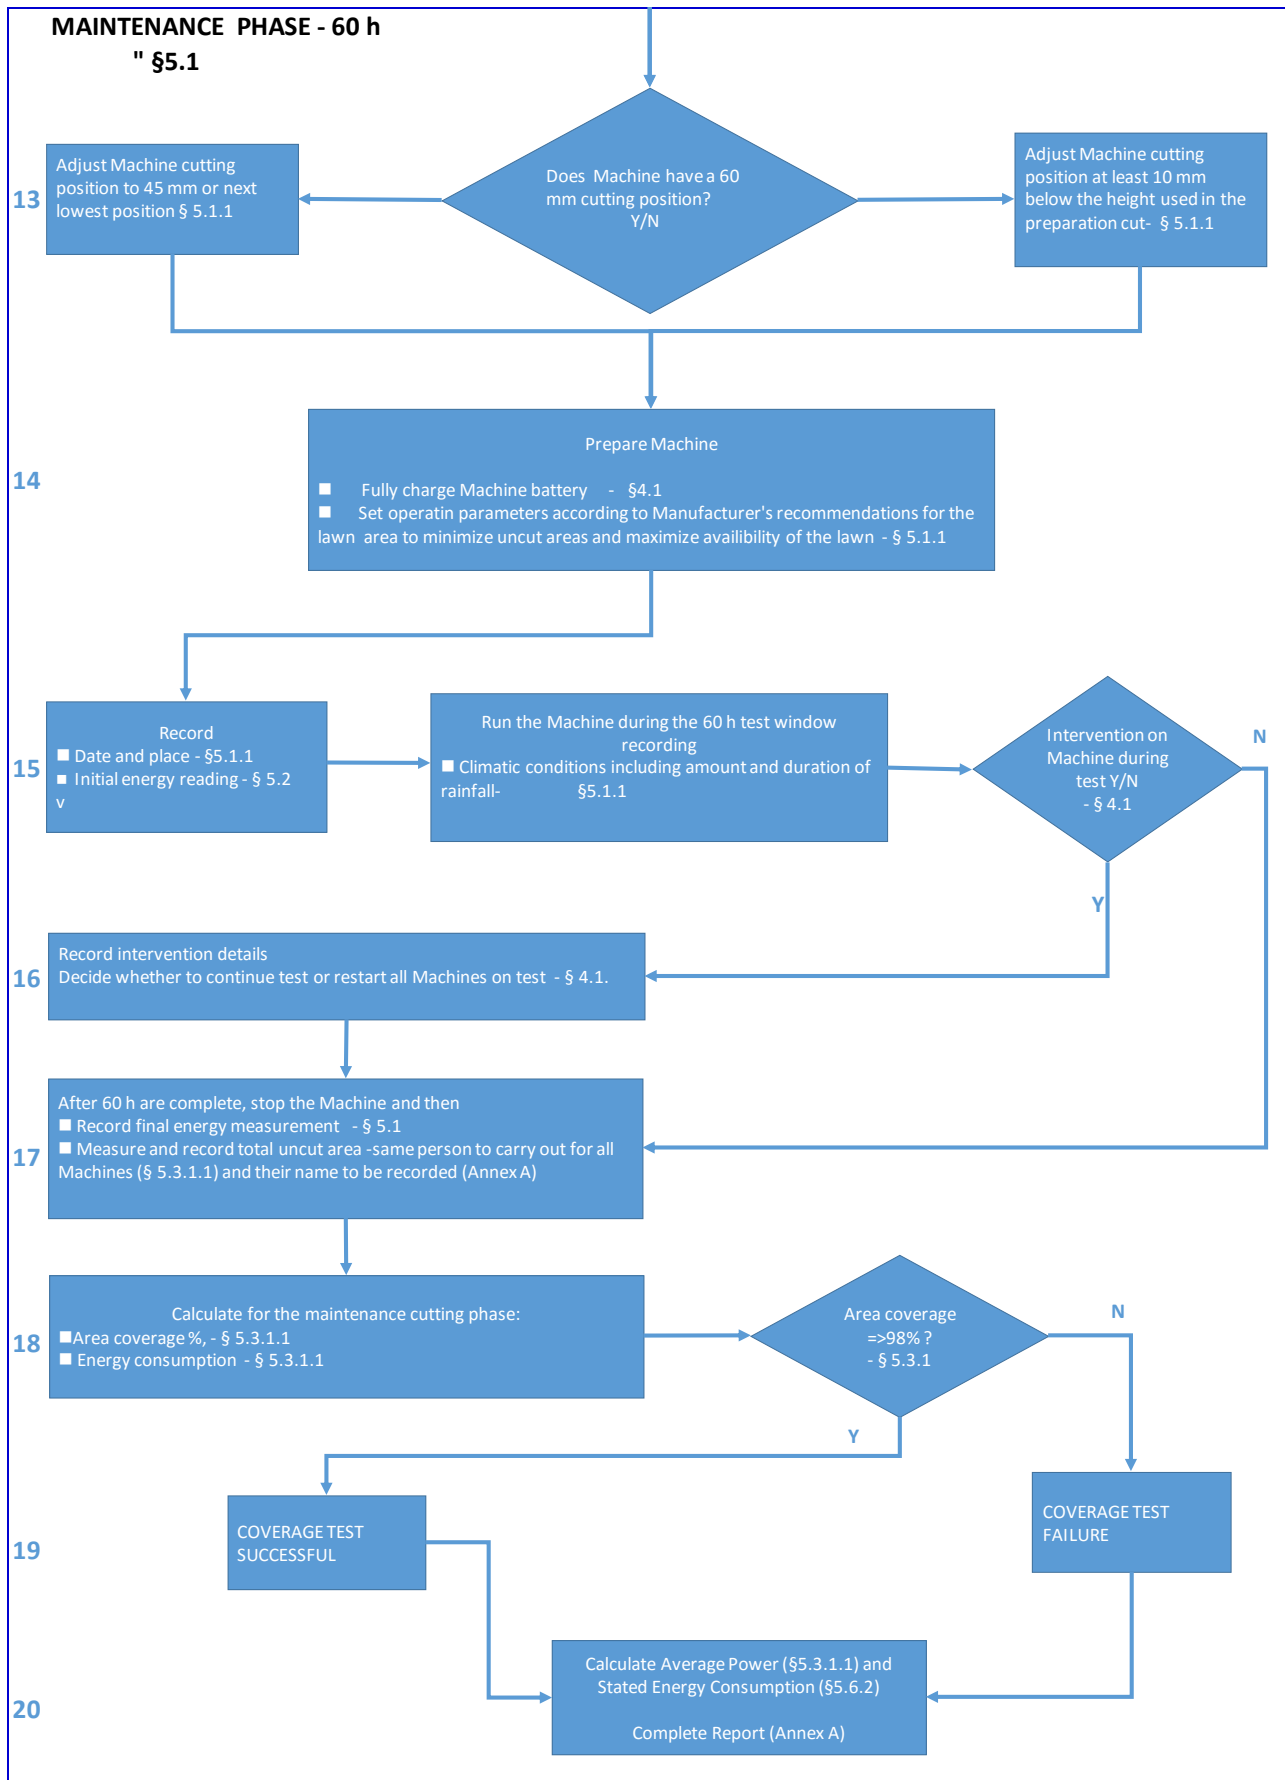 MAINTENANCE PHASE - 60 h
" §5.1
13
Adjust Machine cutting
position to 45 mm or next
lowest position § 5.1.1
Does Machine have a 60
mm cutting position?
Y/N
Adjust Machine cutting
position at least 10 mm
below the height used in the
preparation cut- § 5.1.1
14
Prepare Machine
■ Fully charge Machine battery - §4.1
■ Set operatin parameters according to Manufacturer's recommendations for the
lawn area to minimize uncut areas and maximize availibility of the lawn - § 5.1.1
15
Record
■ Date and place - §5.1.1
■ Initial energy reading - § 5.2
v
Run the Machine during the 60 h test window
recording
■ Climatic conditions including amount and duration of
rainfall- §5.1.1
Intervention on
Machine during
test Y/N
- § 4.1
N
Y
16
Record intervention details
Decide whether to continue test or restart all Machines on test - § 4.1.
17
After 60 h are complete, stop the Machine and then
■ Record final energy measurement - § 5.1
■ Measure and record total uncut area -same person to carry out for all
Machines (§ 5.3.1.1) and their name to be recorded (Annex A)
18
Calculate for the maintenance cutting phase:
■Area coverage %, - § 5.3.1.1
■ Energy consumption - § 5.3.1.1
Area coverage
=>98% ?
- § 5.3.1
N
Y
19
COVERAGE TEST
SUCCESSFUL
COVERAGE TEST
FAILURE
20
Calculate Average Power (§5.3.1.1) and
Stated Energy Consumption (§5.6.2)
Complete Report (Annex A)